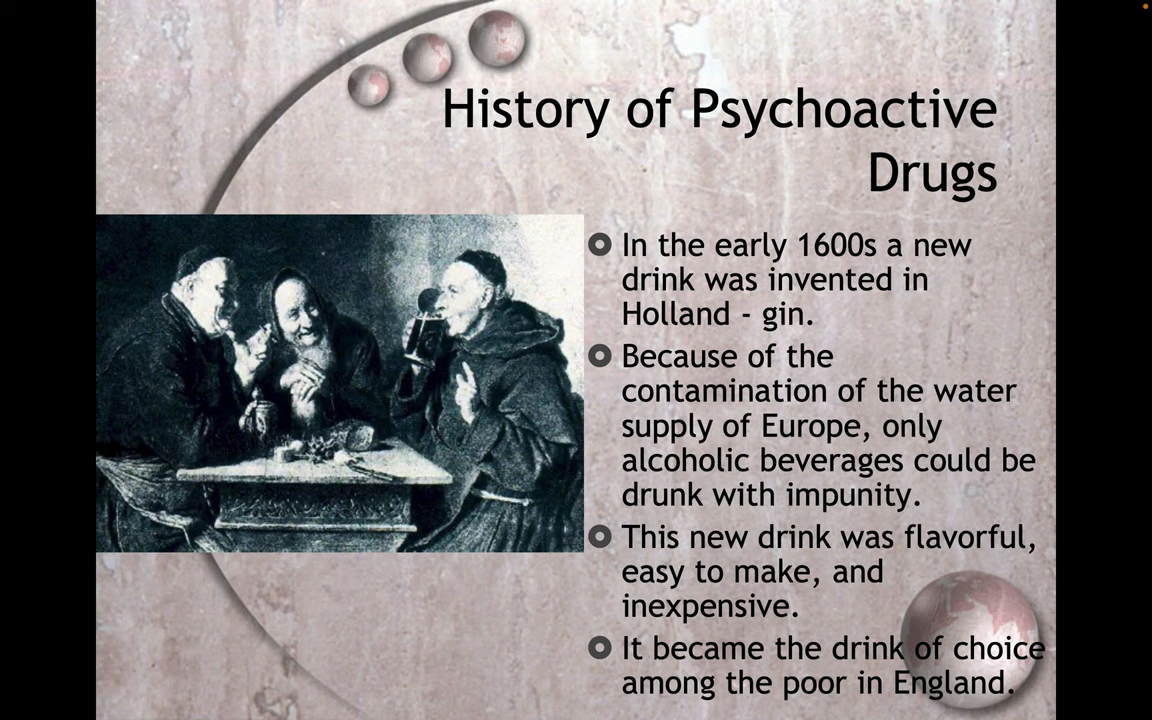 History of Psychoactive
Drugs
In the early 1600s a new
drink was invented in
Holland - gin.
Because of the
contamination of the water
supply of Europe, only
alcoholic beverages could be
drunk with impunity.
This new drink was flavorful,
easy to make, and
inexpensive.
It became the drink of choice
among the poor in England.